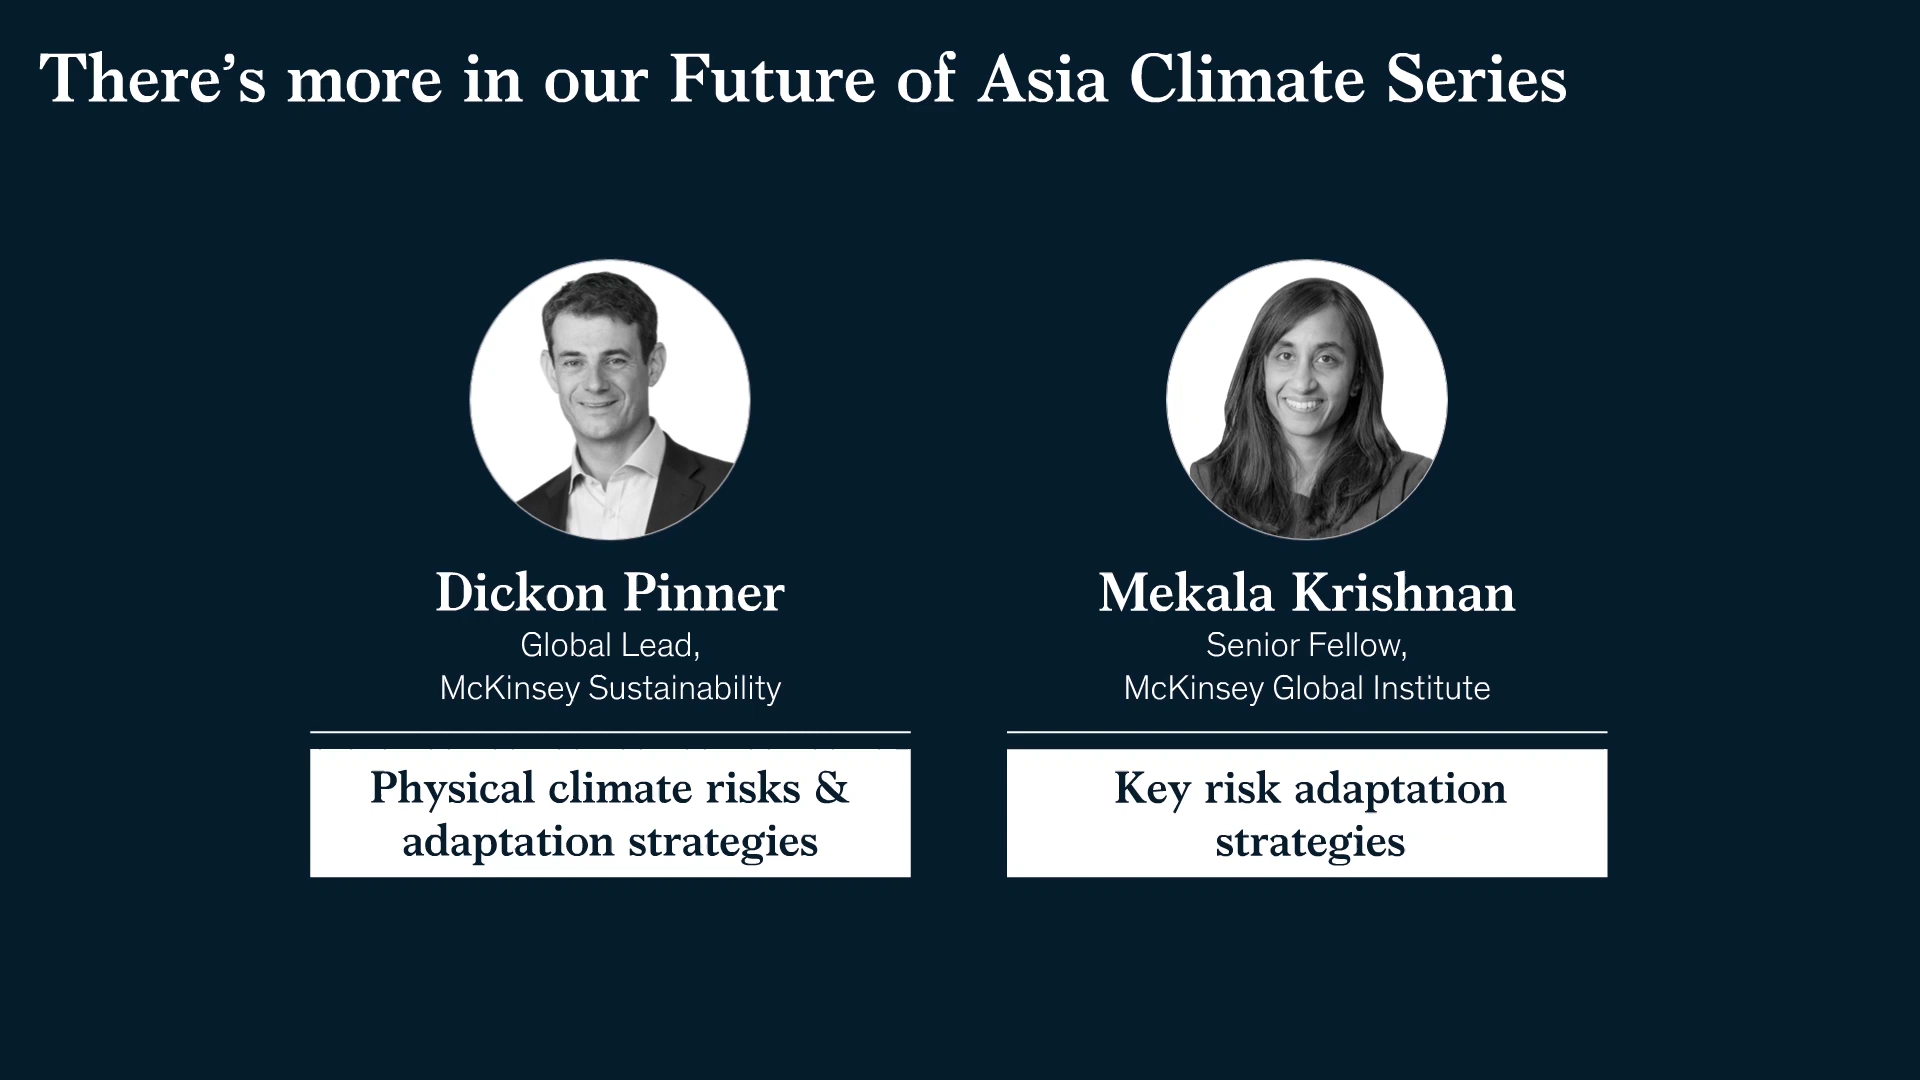 There’s more in our Future of Asia Climate Series
Dickon Pinner
Global Lead,
McKinsey Sustainability
Physical climate risks &
adaptation strategies
Mekala Krishnan
Senior Fellow,
McKinsey Global Institute
Key risk adaptation
strategies